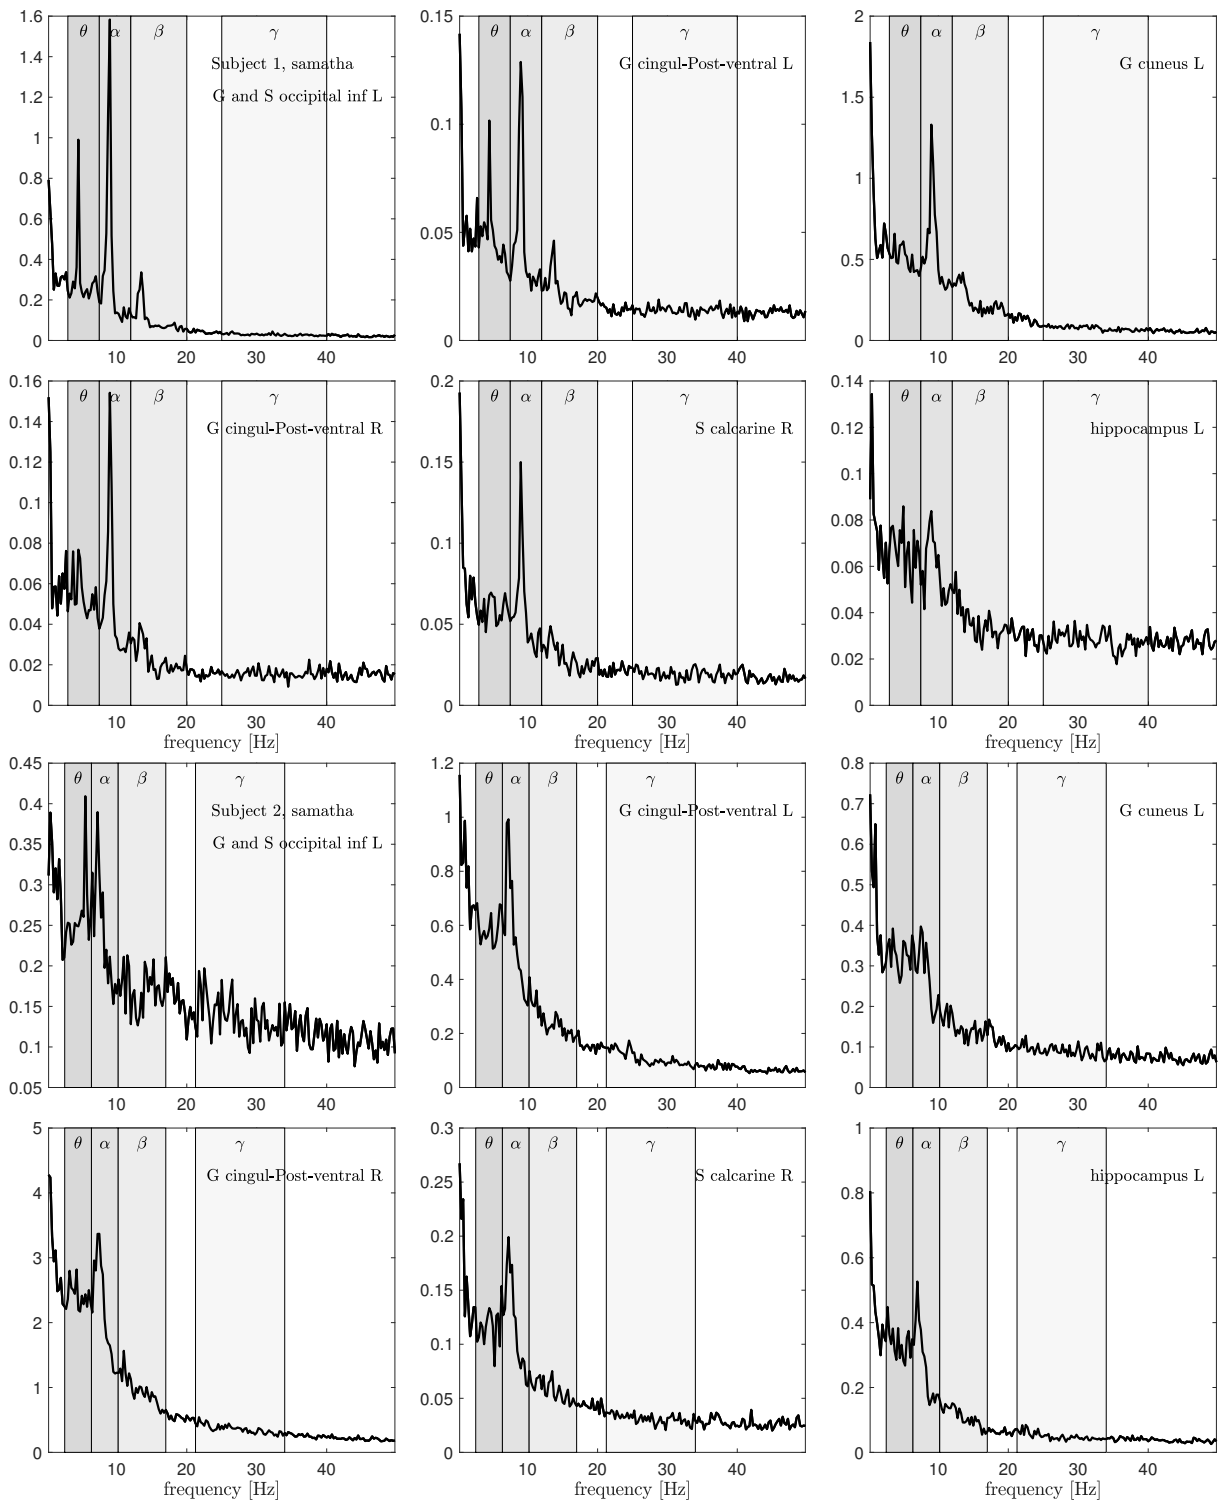 1.6
1.4
1.2
1
0.8
0.6
0.4
0.2
0
θ α β γ
Subject 1, samatha
G and S occipital inf L
10 20 30 40
0.15
0.1
0.05
0
θ α β γ
G cingul-Post-ventral L
10 20 30 40
2
1.5
1
0.5
0
θ α β γ
G cuneus L
10 20 30 40
0.16
0.14
0.12
0.1
0.08
0.06
0.04
0.02
0
θ α β γ
G cingul-Post-ventral R
10 20 30 40
frequency [Hz]
0.2
0.15
0.1
0.05
0
θ α β γ
S calcarine R
10 20 30 40
frequency [Hz]
0.14
0.12
0.1
0.08
0.06
0.04
0.02
0
θ α β γ
hippocampus L
10 20 30 40
frequency [Hz]
0.45
0.4
0.35
0.3
0.25
0.2
0.15
0.1
0.05
θ α β γ
Subject 2, samatha
G and S occipital inf L
10 20 30 40
1.2
1
0.8
0.6
0.4
0.2
0
θ α β γ
G cingul-Post-ventral L
10 20 30 40
0.8
0.7
0.6
0.5
0.4
0.3
0.2
0.1
0
θ α β γ
G cuneus L
10 20 30 40
5
4
3
2
1
0
θ α β γ
G cingul-Post-ventral R
10 20 30 40
frequency [Hz]
0.3
0.25
0.2
0.15
0.1
0.05
0
θ α β γ
S calcarine R
10 20 30 40
frequency [Hz]
1
0.8
0.6
0.4
0.2
0
θ α β γ
hippocampus L
10 20 30 40
frequency [Hz]